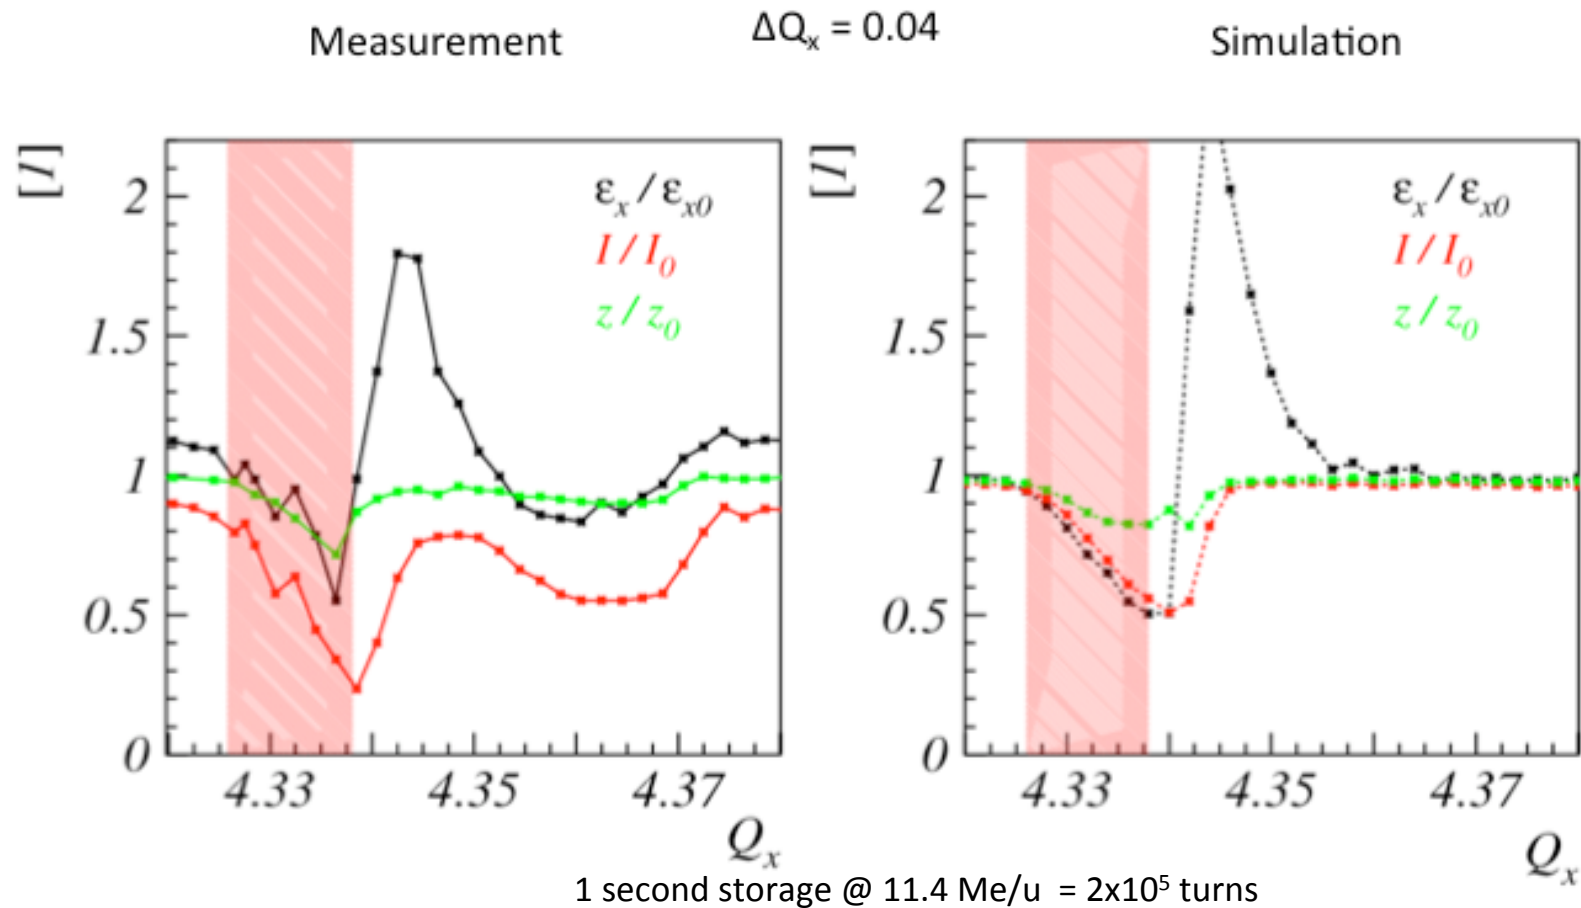 Measurement
ΔQₓ = 0.04
Simulation
[1]
2
1.5
1
0.5
0
εₓ / εₓ₀
I / I₀
z / z₀
4.33
4.35
4.37
Qₓ
[1]
2
1.5
1
0.5
0
εₓ / εₓ₀
I / I₀
z / z₀
4.33
4.35
4.37
Qₓ
1 second storage @ 11.4 Me/u = 2x10⁵ turns